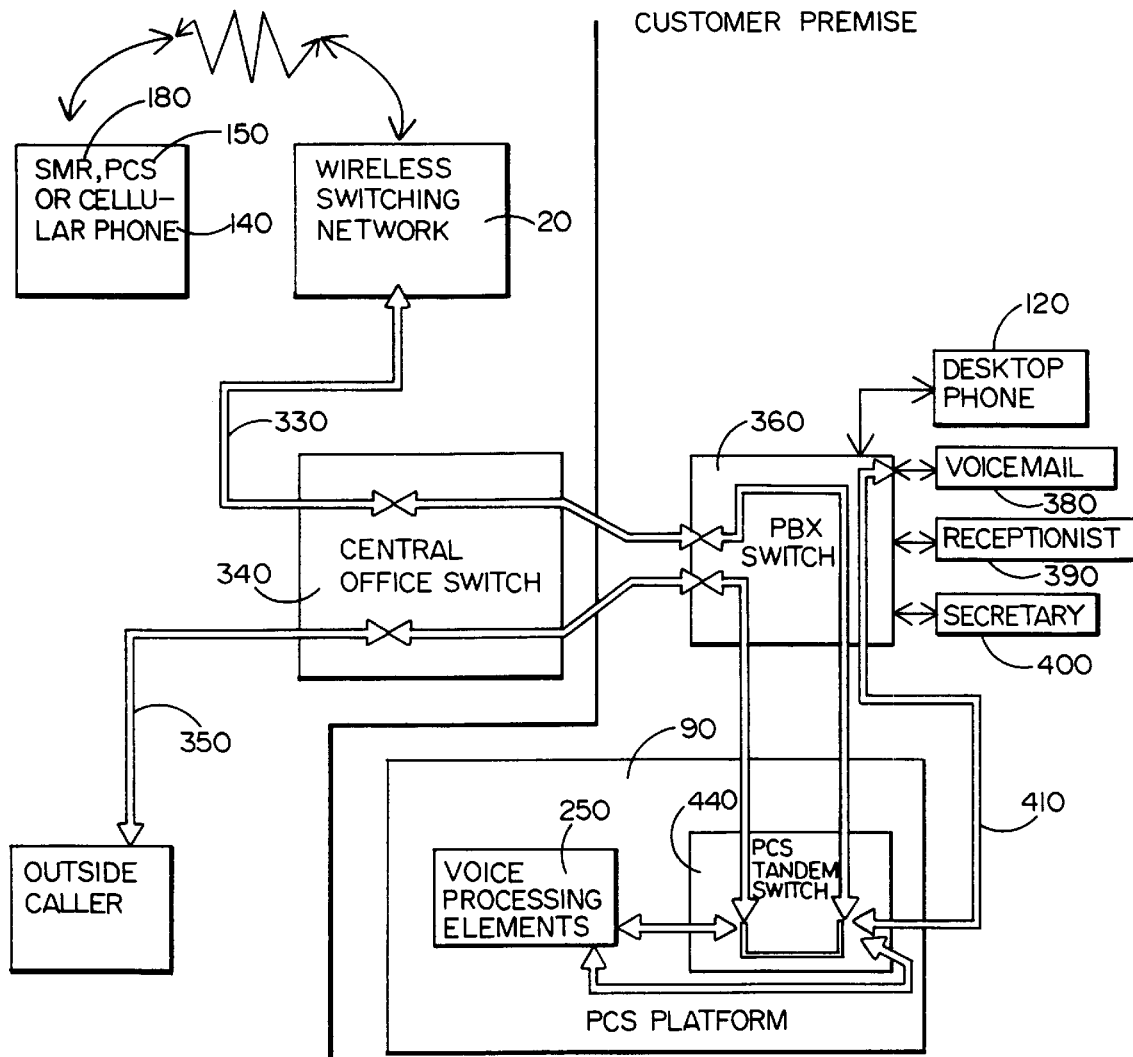 CUSTOMER PREMISE
180
150
SMR, PCS
OR CELLU-
LAR PHONE
140
WIRELESS
SWITCHING
NETWORK
20
120
DESKTOP
PHONE
330
360
VOICEMAIL
380
PBX
SWITCH
RECEPTIONIST
390
340
CENTRAL
OFFICE SWITCH
SECRETARY
400
350
90
410
440
250
PCS
TANDEM
SWITCH
VOICE
PROCESSING
ELEMENTS
OUTSIDE
CALLER
PCS PLATFORM